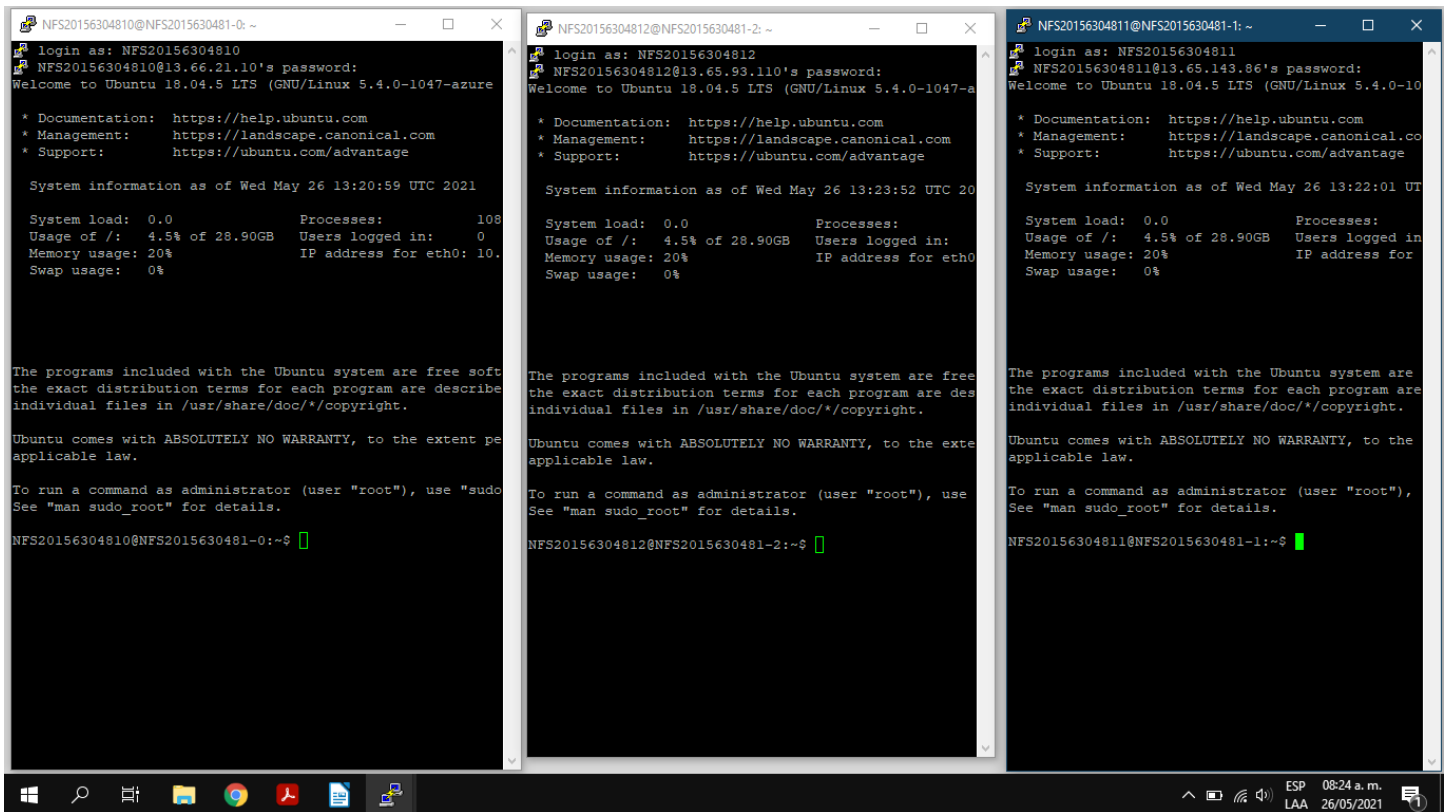 NFS20156304810@NFS2015630481-0: ~
login as: NFS20156304810
NFS20156304810@13.66.21.10's password:
Welcome to Ubuntu 18.04.5 LTS (GNU/Linux 5.4.0-1047-azure
* Documentation:  https://help.ubuntu.com
* Management:     https://landscape.canonical.com
* Support:        https://ubuntu.com/advantage
System information as of Wed May 26 13:20:59 UTC 2021
System load:  0.0               Processes:           108
Usage of /:   4.5% of 28.90GB   Users logged in:     0
Memory usage: 20%               IP address for eth0: 10.
Swap usage:   0%
The programs included with the Ubuntu system are free soft
the exact distribution terms for each program are describe
individual files in /usr/share/doc/*/copyright.
Ubuntu comes with ABSOLUTELY NO WARRANTY, to the extent pe
applicable law.
To run a command as administrator (user "root"), use "sudo
See "man sudo_root" for details.
NFS20156304810@NFS2015630481-0:~$
NFS20156304812@NFS2015630481-2: ~
login as: NFS20156304812
NFS20156304812@13.65.93.110's password:
Welcome to Ubuntu 18.04.5 LTS (GNU/Linux 5.4.0-1047-a
* Documentation:  https://help.ubuntu.com
* Management:     https://landscape.canonical.com
* Support:        https://ubuntu.com/advantage
System information as of Wed May 26 13:23:52 UTC 20
System load:  0.0               Processes:
Usage of /:   4.5% of 28.90GB   Users logged in:
Memory usage: 20%               IP address for eth0
Swap usage:   0%
The programs included with the Ubuntu system are free
the exact distribution terms for each program are des
individual files in /usr/share/doc/*/copyright.
Ubuntu comes with ABSOLUTELY NO WARRANTY, to the exte
applicable law.
To run a command as administrator (user "root"), use
See "man sudo_root" for details.
NFS20156304812@NFS2015630481-2:~$
NFS20156304811@NFS2015630481-1: ~
login as: NFS20156304811
NFS20156304811@13.65.143.86's password:
Welcome to Ubuntu 18.04.5 LTS (GNU/Linux 5.4.0-10
* Documentation:  https://help.ubuntu.com
* Management:     https://landscape.canonical.co
* Support:        https://ubuntu.com/advantage
System information as of Wed May 26 13:22:01 UT
System load:  0.0               Processes:
Usage of /:   4.5% of 28.90GB   Users logged in
Memory usage: 20%               IP address for
Swap usage:   0%
The programs included with the Ubuntu system are
the exact distribution terms for each program are
individual files in /usr/share/doc/*/copyright.
Ubuntu comes with ABSOLUTELY NO WARRANTY, to the
applicable law.
To run a command as administrator (user "root"),
See "man sudo_root" for details.
NFS20156304811@NFS2015630481-1:~$
ESP 08:24 a. m.
LAA 26/05/2021
1